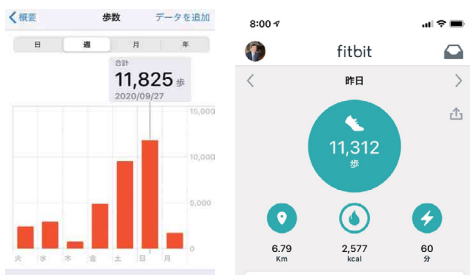 概要
歩数
データを追加
日
週
月
年
合計
11,825 歩
2020/09/27
15,000
10,000
5,000
0
火
水
木
金
土
日
月
8:00
fitbit
昨日
11,312
歩
6.79
Km
2,577
kcal
60
分